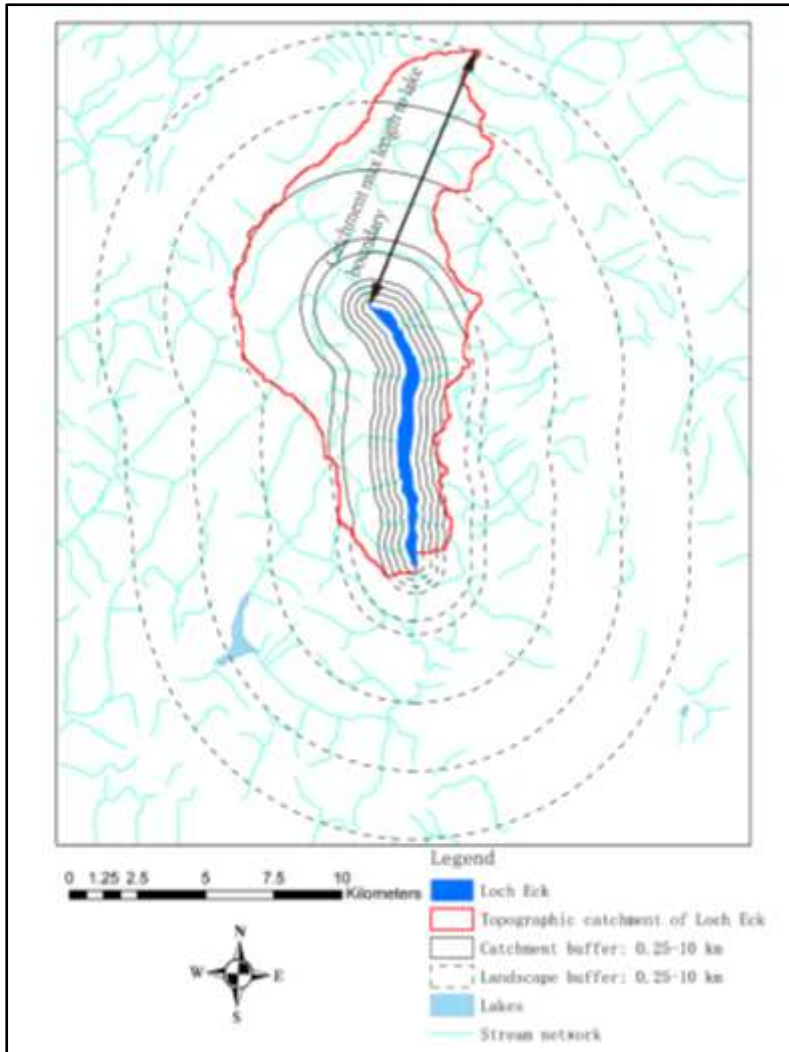 Catchment max length to lake
boundary
Legend
0 1.25 2.5 5 7.5 10
Kilometers
Loch Eck
Topographic catchment of Loch Eck
Catchment buffer: 0.25-10 km
Landscape buffer: 0.25-10 km
Lakes
Stream network
N
W E
S